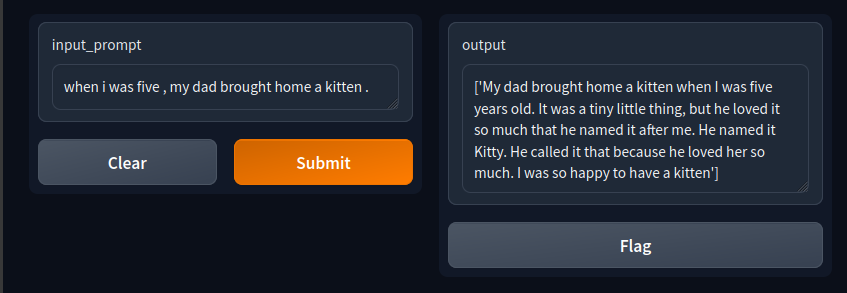 input_prompt
when i was five , my dad brought home a kitten .
Clear
Submit
output
['My dad brought home a kitten when I was five
years old. It was a tiny little thing, but he loved it
so much that he named it after me. He named it
Kitty. He called it that because he loved her so
much. I was so happy to have a kitten']
Flag